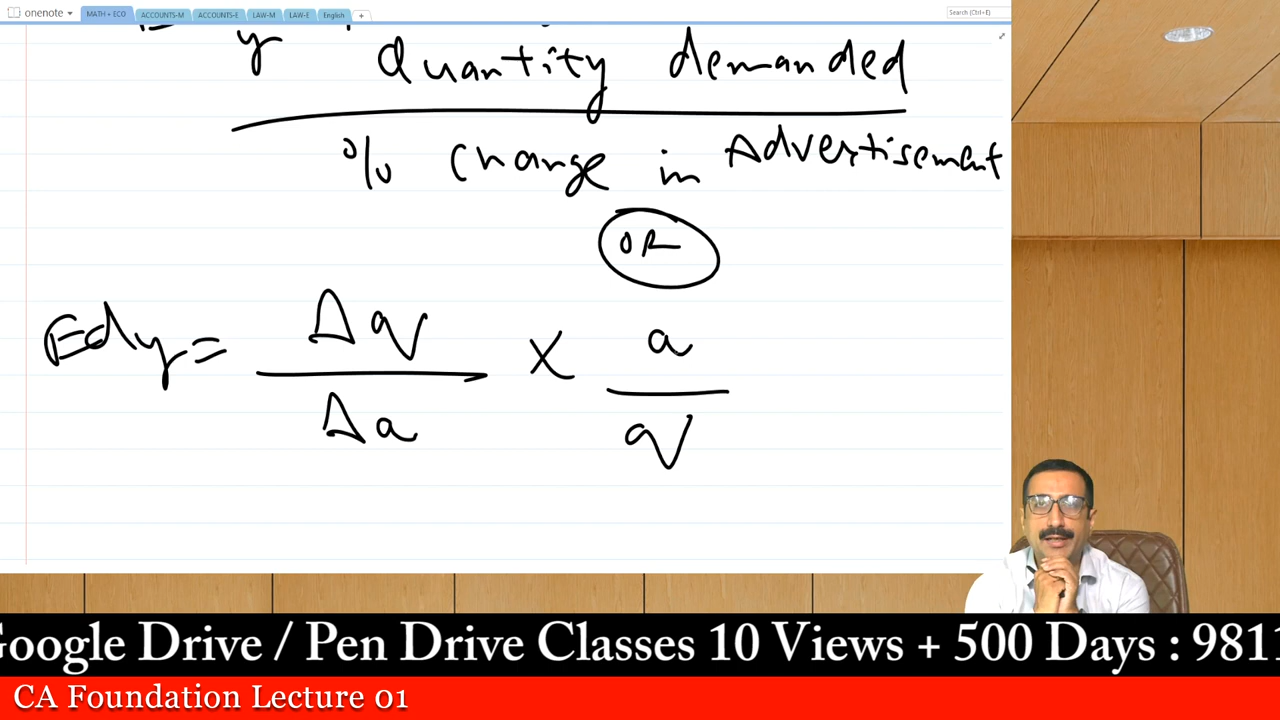 onenote MATH + ECO ACCOUNTS-M ACCOUNTS-E LAW-M LAW-E English + Search (Ctrl+E)
y
Quantity demanded
% Change in Advertisement
OR
Edy = Δq / Δa × a / q
Google Drive / Pen Drive Classes 10 Views + 500 Days : 981
CA Foundation Lecture 01